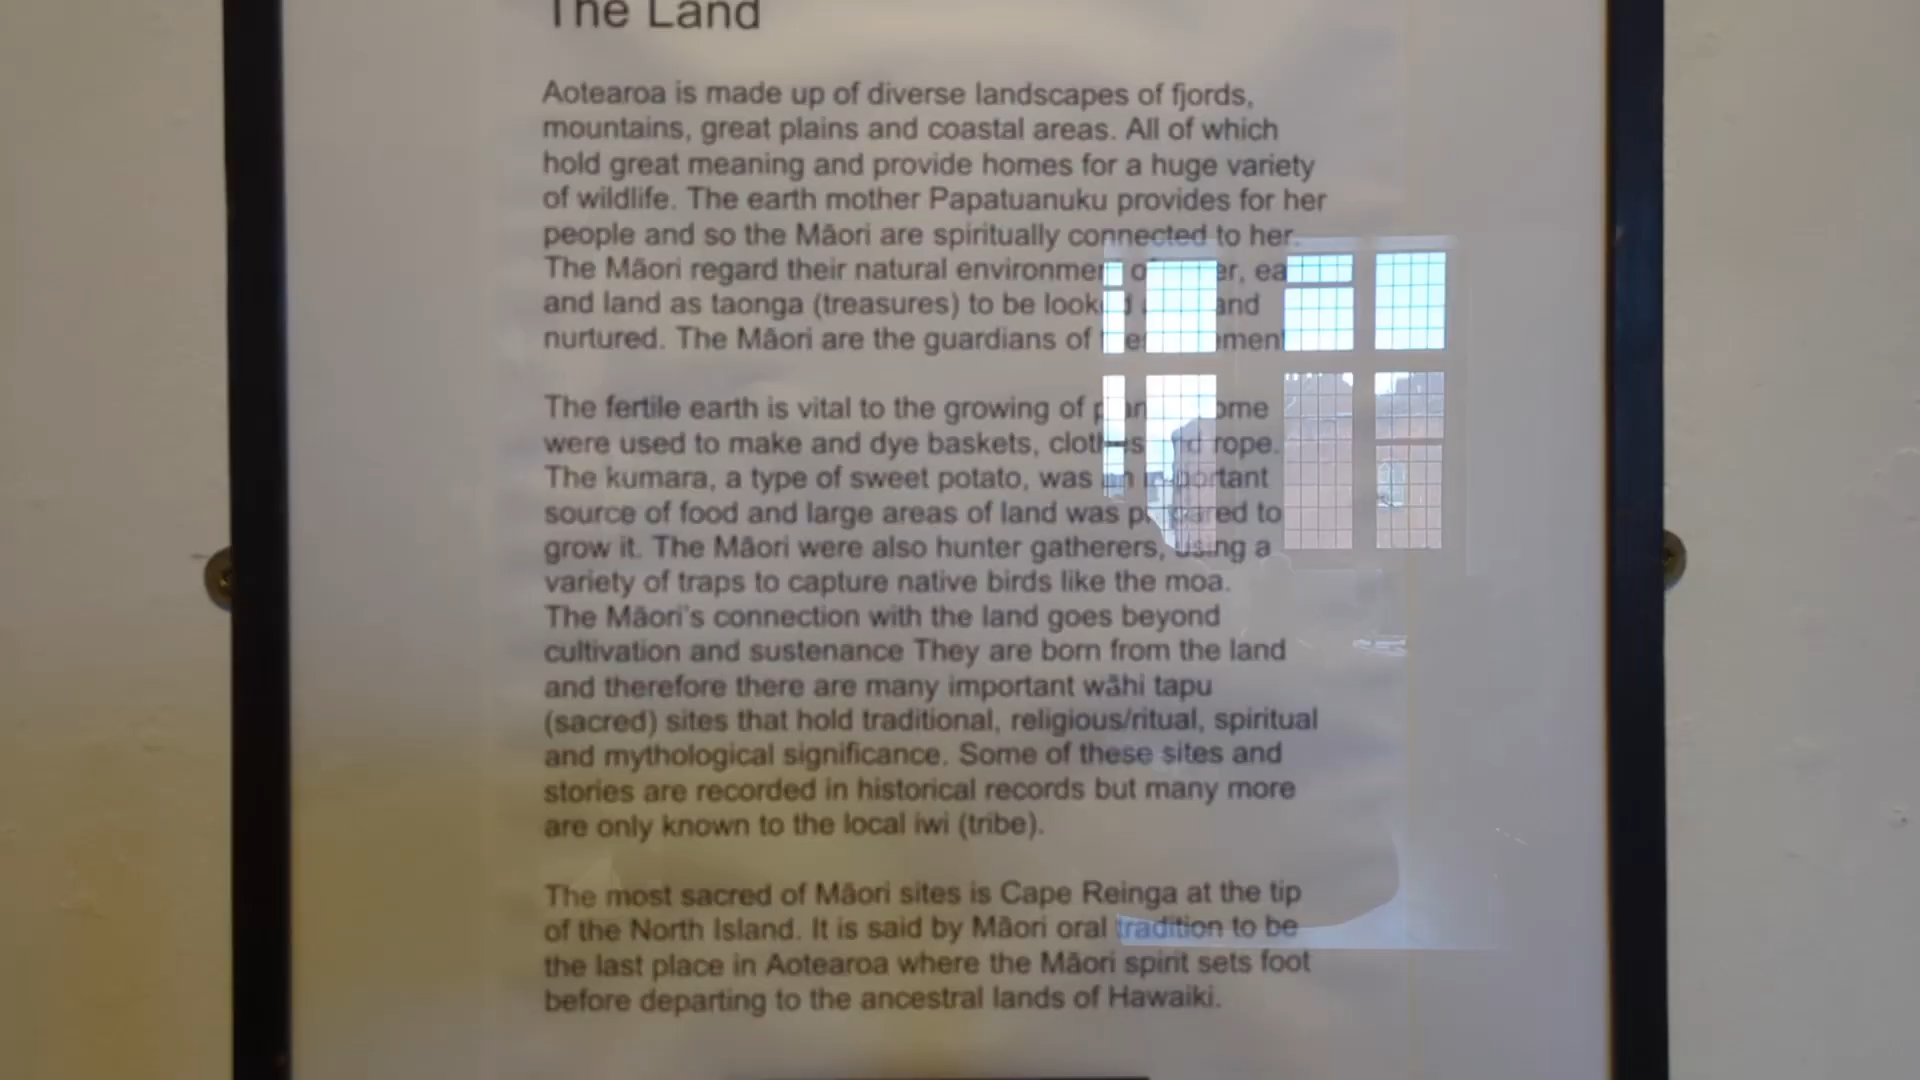 The Land
Aotearoa is made up of diverse landscapes of fjords,
mountains, great plains and coastal areas. All of which
hold great meaning and provide homes for a huge variety
of wildlife. The earth mother Papatuanuku provides for her
people and so the Māori are spiritually connected to her.
The Māori regard their natural environment
and land as taonga (treasures) to be looked and
nurtured. The Māori are the guardians of
The fertile earth is vital to the growing of
were used to make and dye baskets, clothes and rope.
The kumara, a type of sweet potato, was an important
source of food and large areas of land was prepared to
grow it. The Māori were also hunter gatherers, using a
variety of traps to capture native birds like the moa.
The Māori's connection with the land goes beyond
cultivation and sustenance They are born from the land
and therefore there are many important wāhi tapu
(sacred) sites that hold traditional, religious/ritual, spiritual
and mythological significance. Some of these sites and
stories are recorded in historical records but many more
are only known to the local iwi (tribe).
The most sacred of Māori sites is Cape Reinga at the tip
of the North Island. It is said by Māori oral tradition to be
the last place in Aotearoa where the Māori spirit sets foot
before departing to the ancestral lands of Hawaiki.